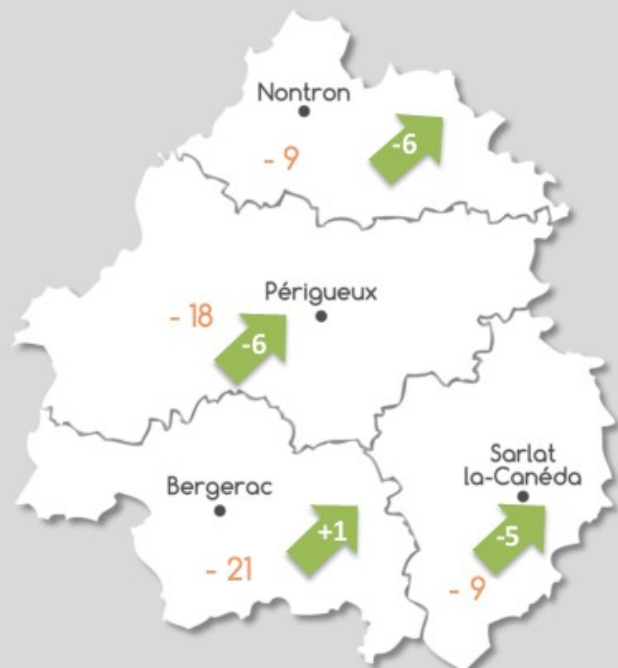 Nontron
- 9
-6
Périgueux
- 18
-6
Bergerac
+1
- 21
Sarlat
la-Canéda
-5
- 9